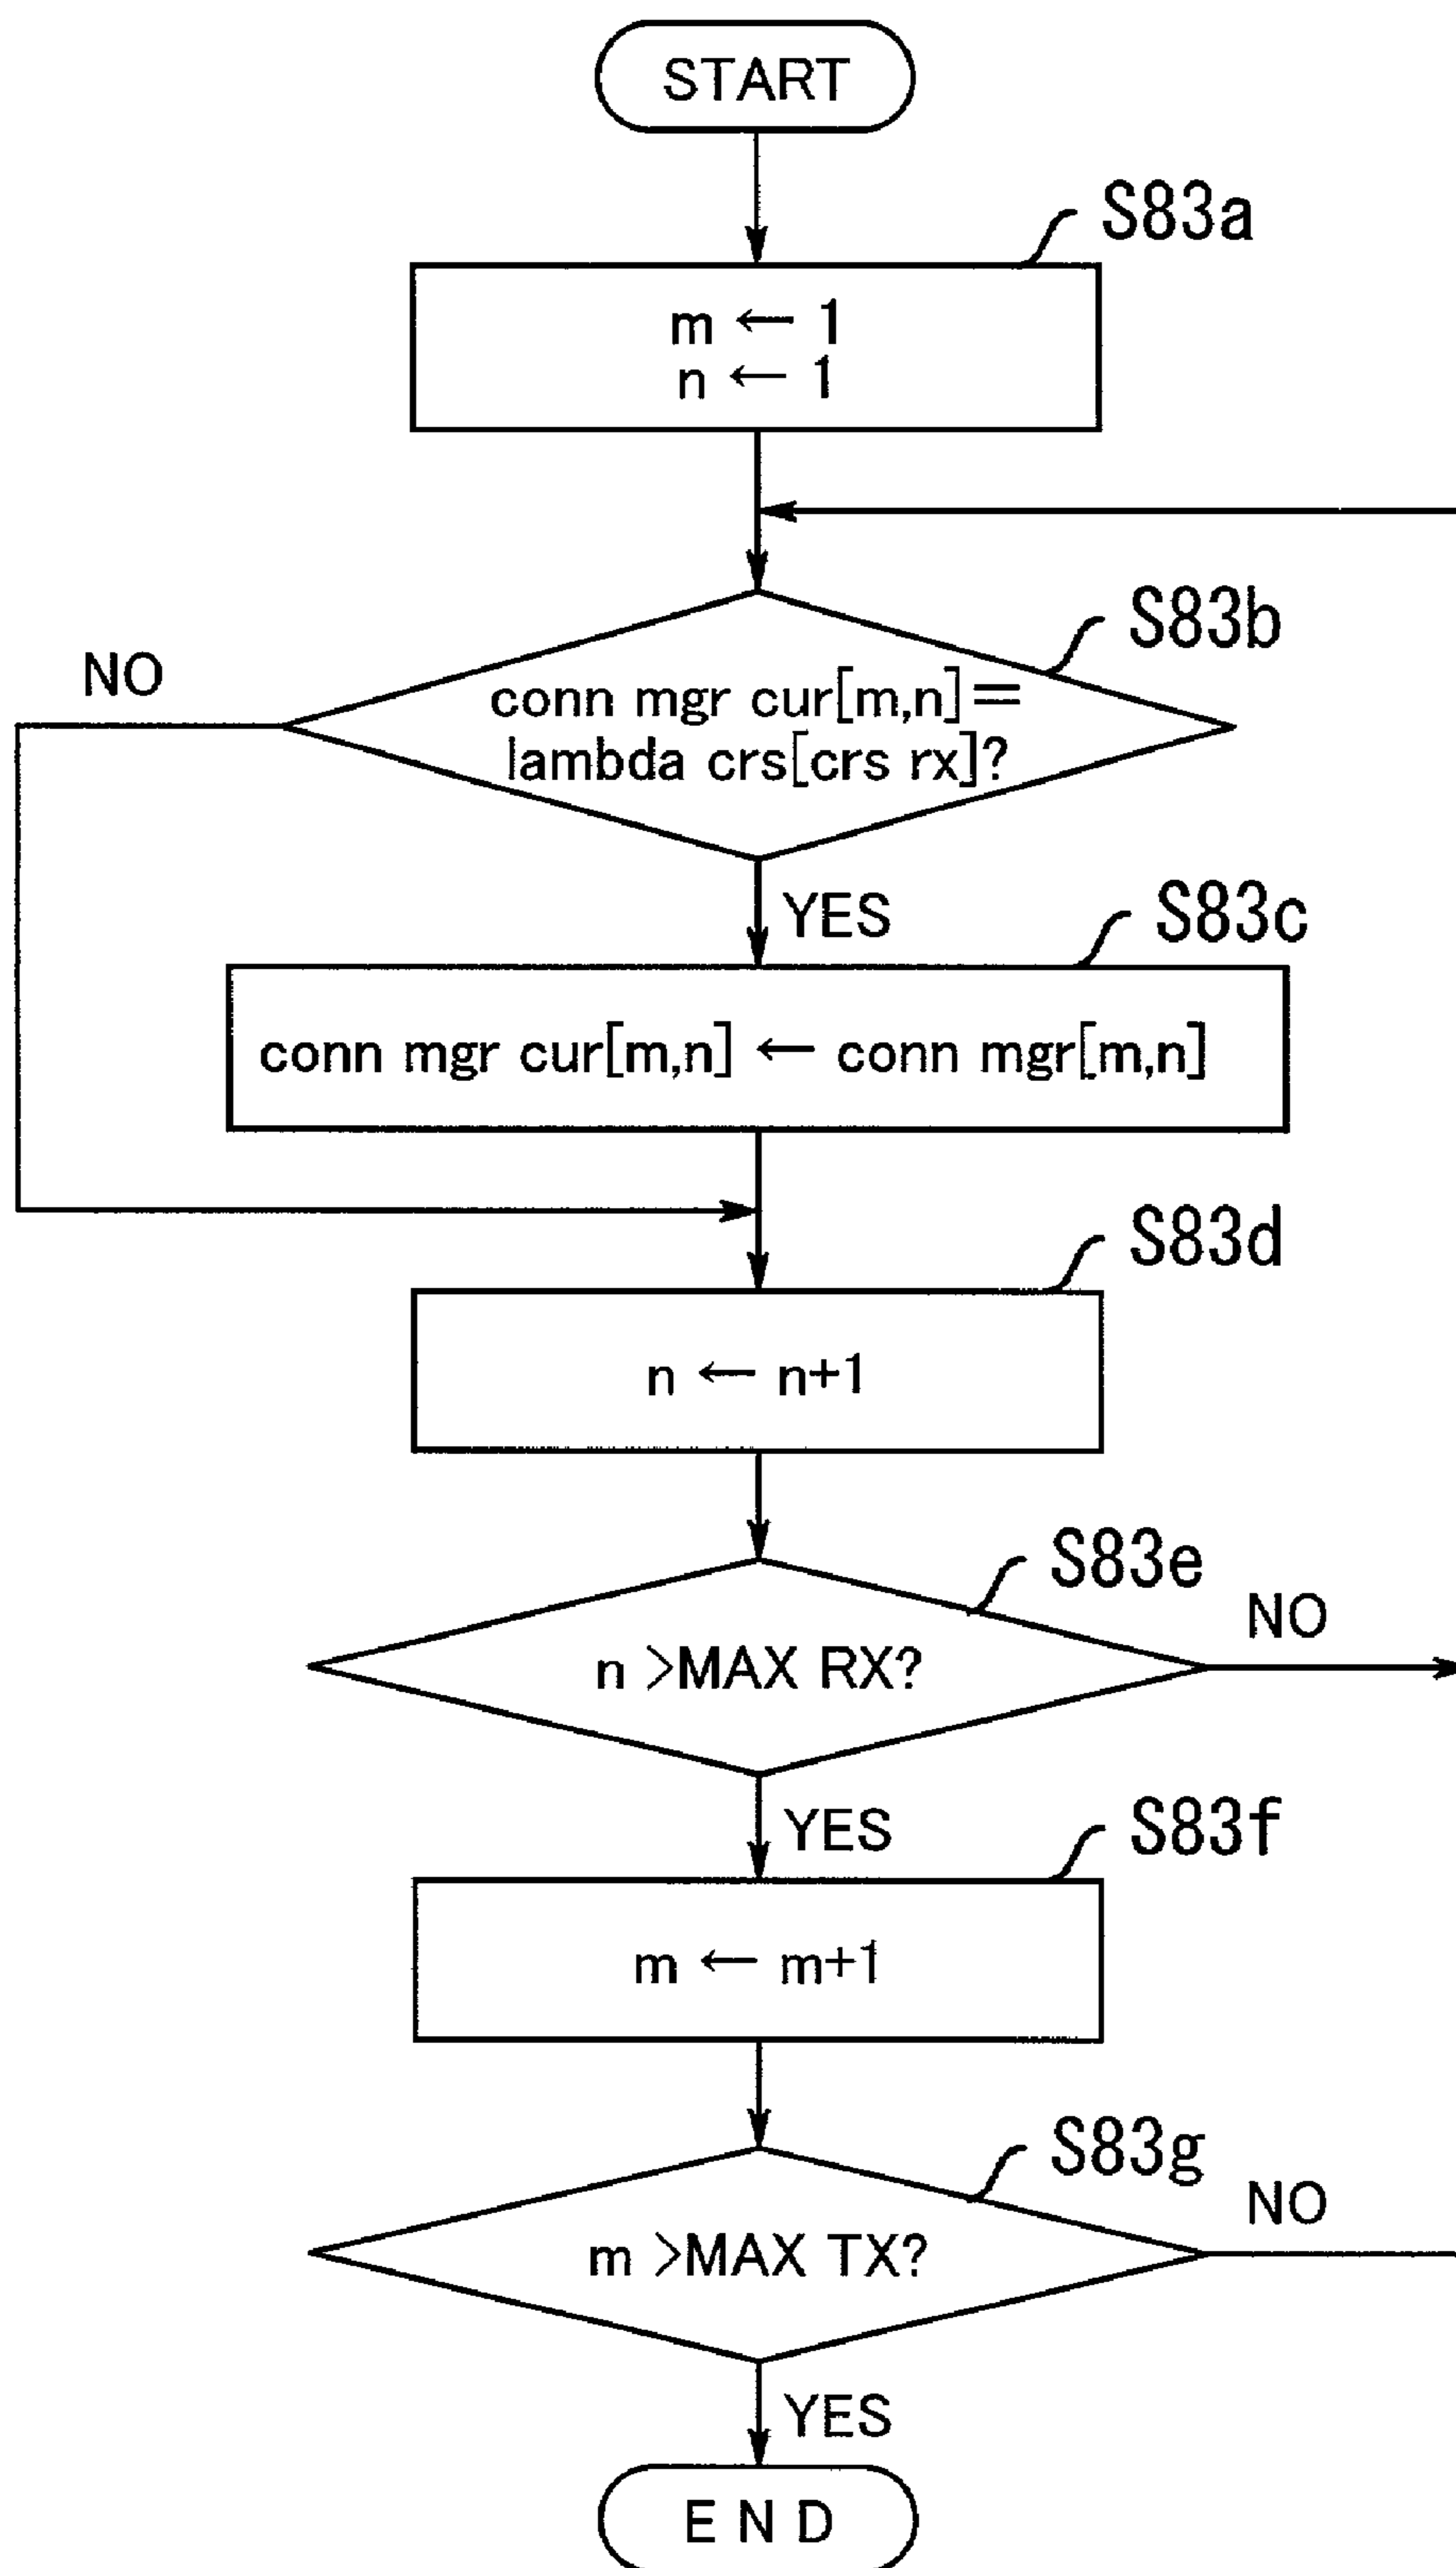 START
S83a
m ← 1
n ← 1
S83b
NO
conn mgr cur[m,n]=
lambda crs[crs rx]?
YES
S83c
conn mgr cur[m,n] ← conn mgr[m,n]
S83d
n ← n+1
S83e
NO
n >MAX RX?
YES
S83f
m ← m+1
S83g
NO
m >MAX TX?
YES
E N D